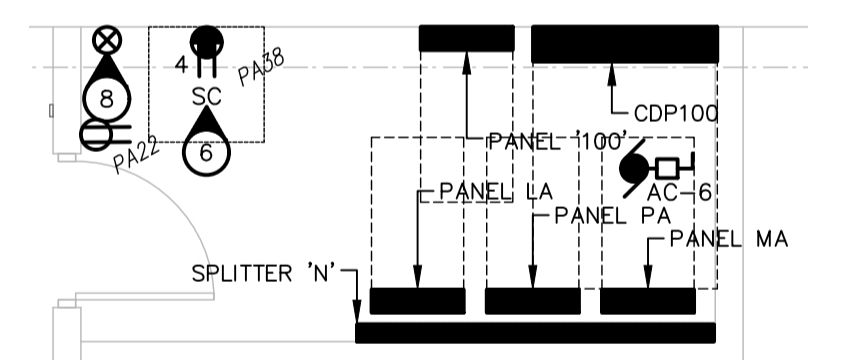 4
PA38
8
SC
CDP100
PA22
6
PANEL '100'
AC-6
PANEL LA
PANEL PA
PANEL MA
SPLITTER 'N'